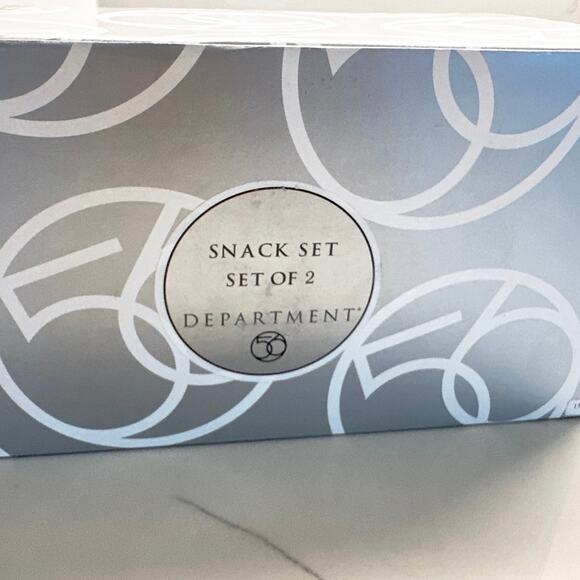 SNACK SET
SET OF 2
DEPARTMENT®
56